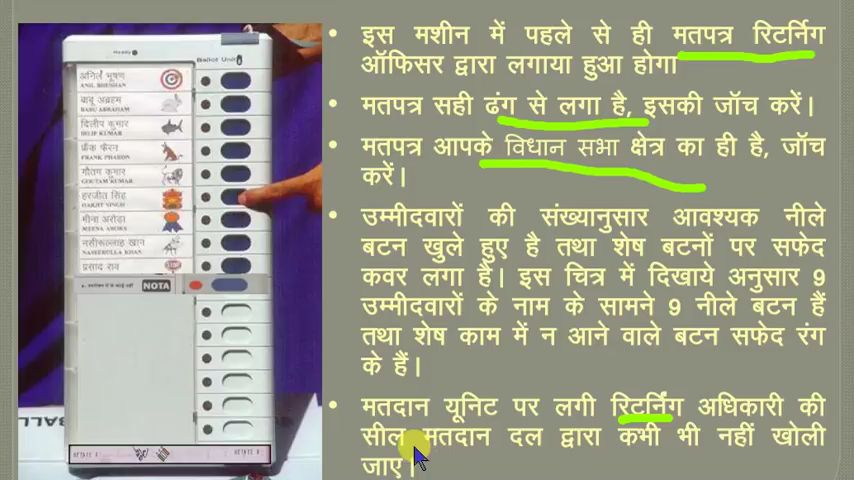 Ready
Ballot Unit
अनिल भूषण
ANIL BHUSHAN
बाबू अब्रहम
BABU ABRAHAM
दिलीप कुमार
DILIP KUMAR
फ्रैंक फैरन
FRANK PHARON
गौतम कुमार
GOUTAM KUMAR
हरजीत सिंह
HARJIT SINGH
मीना अरोड़ा
MEENA ARORA
नसीरूल्लाह खान
NASEERULLA KHAN
प्रसाद राव
STOP
NOTA
BALL
• इस मशीन में पहले से ही मतपत्र रिटर्निग
ऑफिसर द्वारा लगाया हुआ होगा
• मतपत्र सही ढंग से लगा है, इसकी जॉच करें|
• मतपत्र आपके विधान सभा क्षेत्र का ही है, जॉच
करें|
• उम्मीदवारों की संख्यानुसार आवश्यक नीले
बटन खुले हुए है तथा शेष बटनों पर सफेद
कवर लगा है| इस चित्र में दिखाये अनुसार 9
उम्मीदवारों के नाम के सामने 9 नीले बटन हैं
तथा शेष काम में न आने वाले बटन सफेद रंग
के हैं|
• मतदान यूनिट पर लगी रिटर्निंग अधिकारी की
सील मतदान दल द्वारा कभी भी नहीं खोली
जाए|